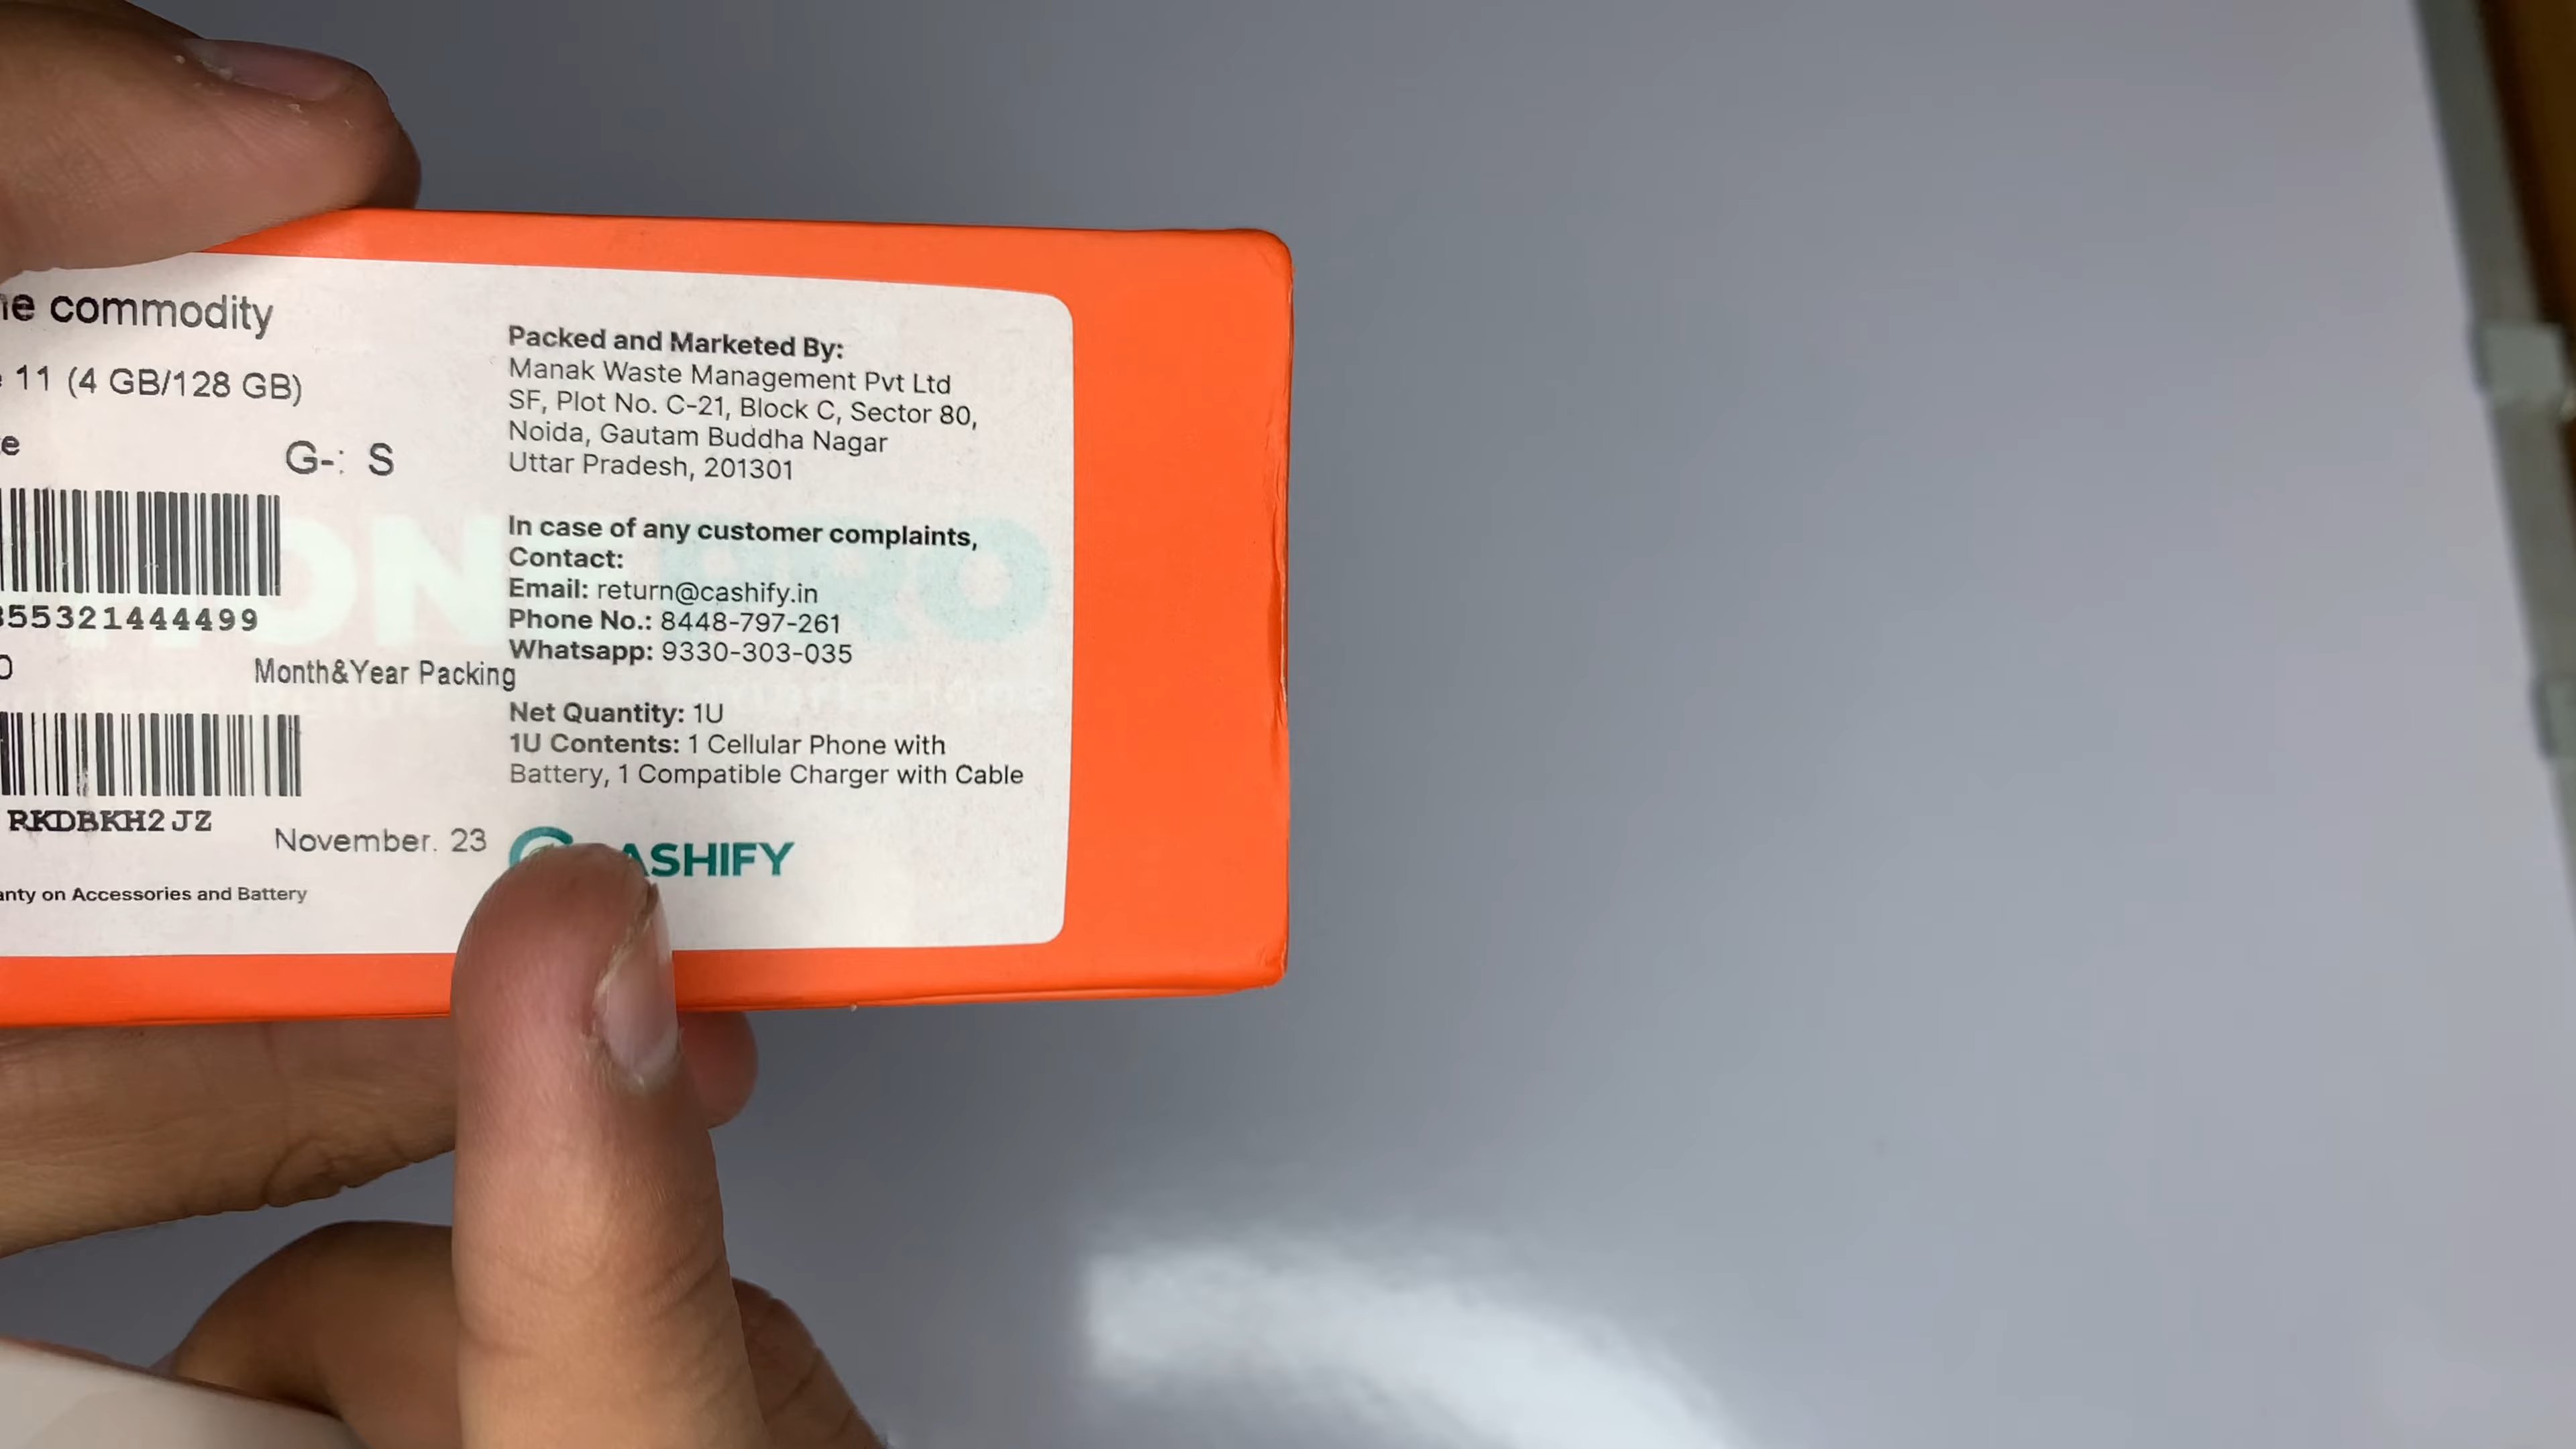 commodity
11 (4 GB/128 GB)
G-: S
55321444499
Month&Year Packing
RKDBKH2JZ
November. 23
on Accessories and Battery
Packed and Marketed By:
Manak Waste Management Pvt Ltd
SF, Plot No. C-21, Block C, Sector 80,
Noida, Gautam Buddha Nagar
Uttar Pradesh, 201301
In case of any customer complaints,
Contact:
Email: return@cashify.in
Phone No.: 8448-797-261
Whatsapp: 9330-303-035
Net Quantity: 1U
1U Contents: 1 Cellular Phone with
Battery, 1 Compatible Charger with Cable
CASHIFY